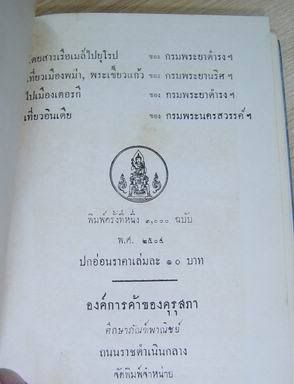 โดยสารเรือเมล์ไปยุโรป ของ กรมพระยาดำรงฯ
เที่ยวเมืองพม่า, พระเขี้ยวแก้ว ของ กรมพระยานริศฯ
ไปเมืองเตอรกี ของ กรมพระยาดำรงฯ
เที่ยวอินเดีย ของ กรมพระนครสวรรค์ฯ
พิมพ์ครั้งที่หนึ่ง ๓,๐๐๐ ฉบับ
พ.ศ. ๒๕๐๔
ปกอ่อนราคาเล่มละ ๑๐ บาท
องค์การค้าของคุรุสภา
ศึกษาภัณฑ์พาณิชย์
ถนนราชดำเนินกลาง
จัดพิมพ์จำหน่าย